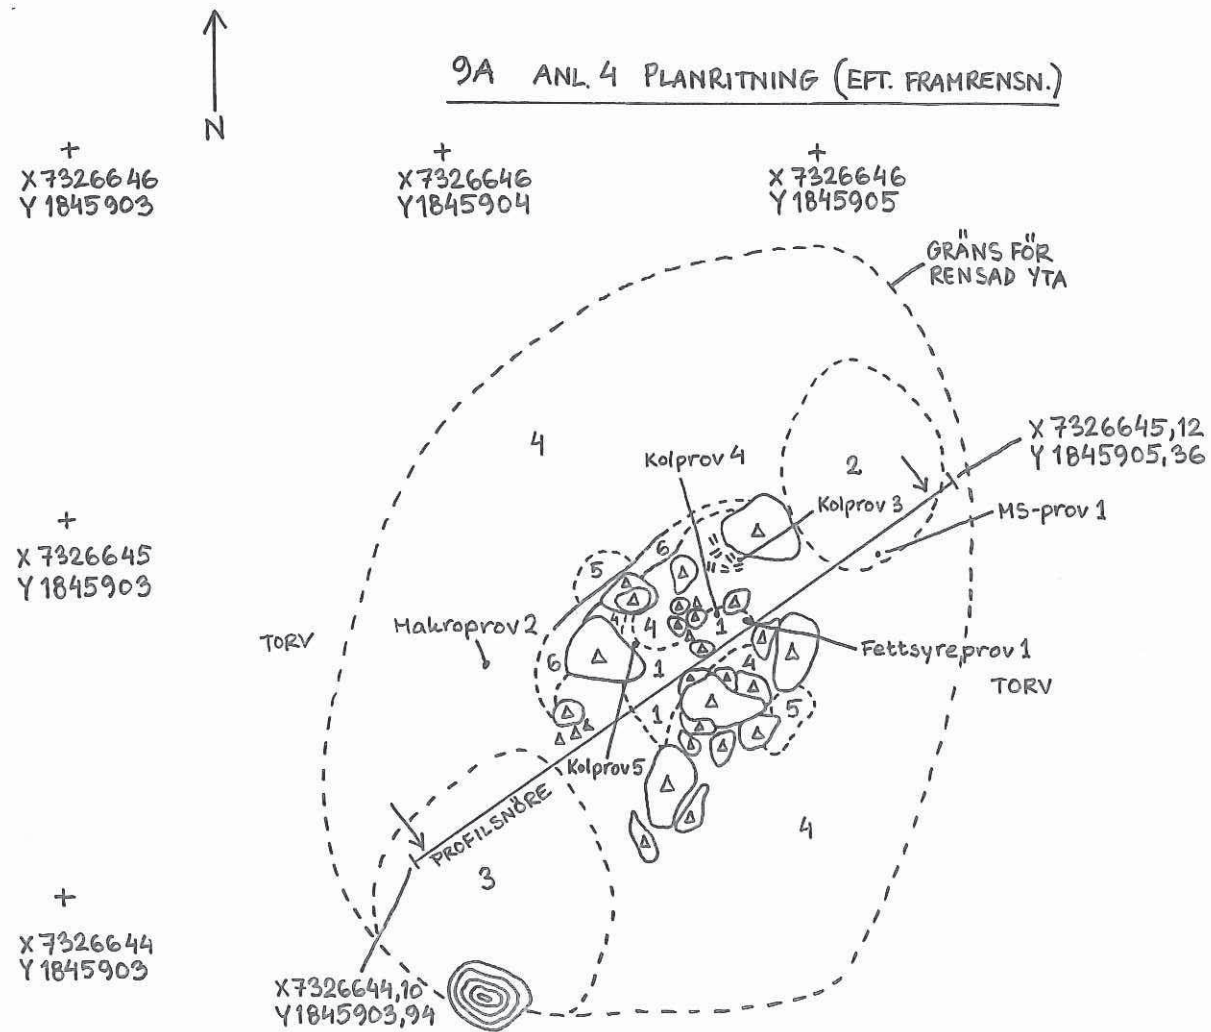 9A ANL. 4 PLANRITNING (EFT. FRAMRENSN.)
N
X 7326646
Y 1845903
X 7326646
Y 1845904
X 7326646
Y 1845905
GRÄNS FÖR
RENSAD YTA
4
X 7326645,12
Y 1845905,36
Kolprov 4
2
Kolprov 3
MS-prov 1
X 7326645
Y 1845903
6
5
4
4
1
Makroprov 2
TORV
Fettsyreprov 1
6
1
4
TORV
1
5
Kolprov 5
PROFILSNÖRE
4
3
X 7326644
Y 1845903
X 7326644,10
Y 1845903,94